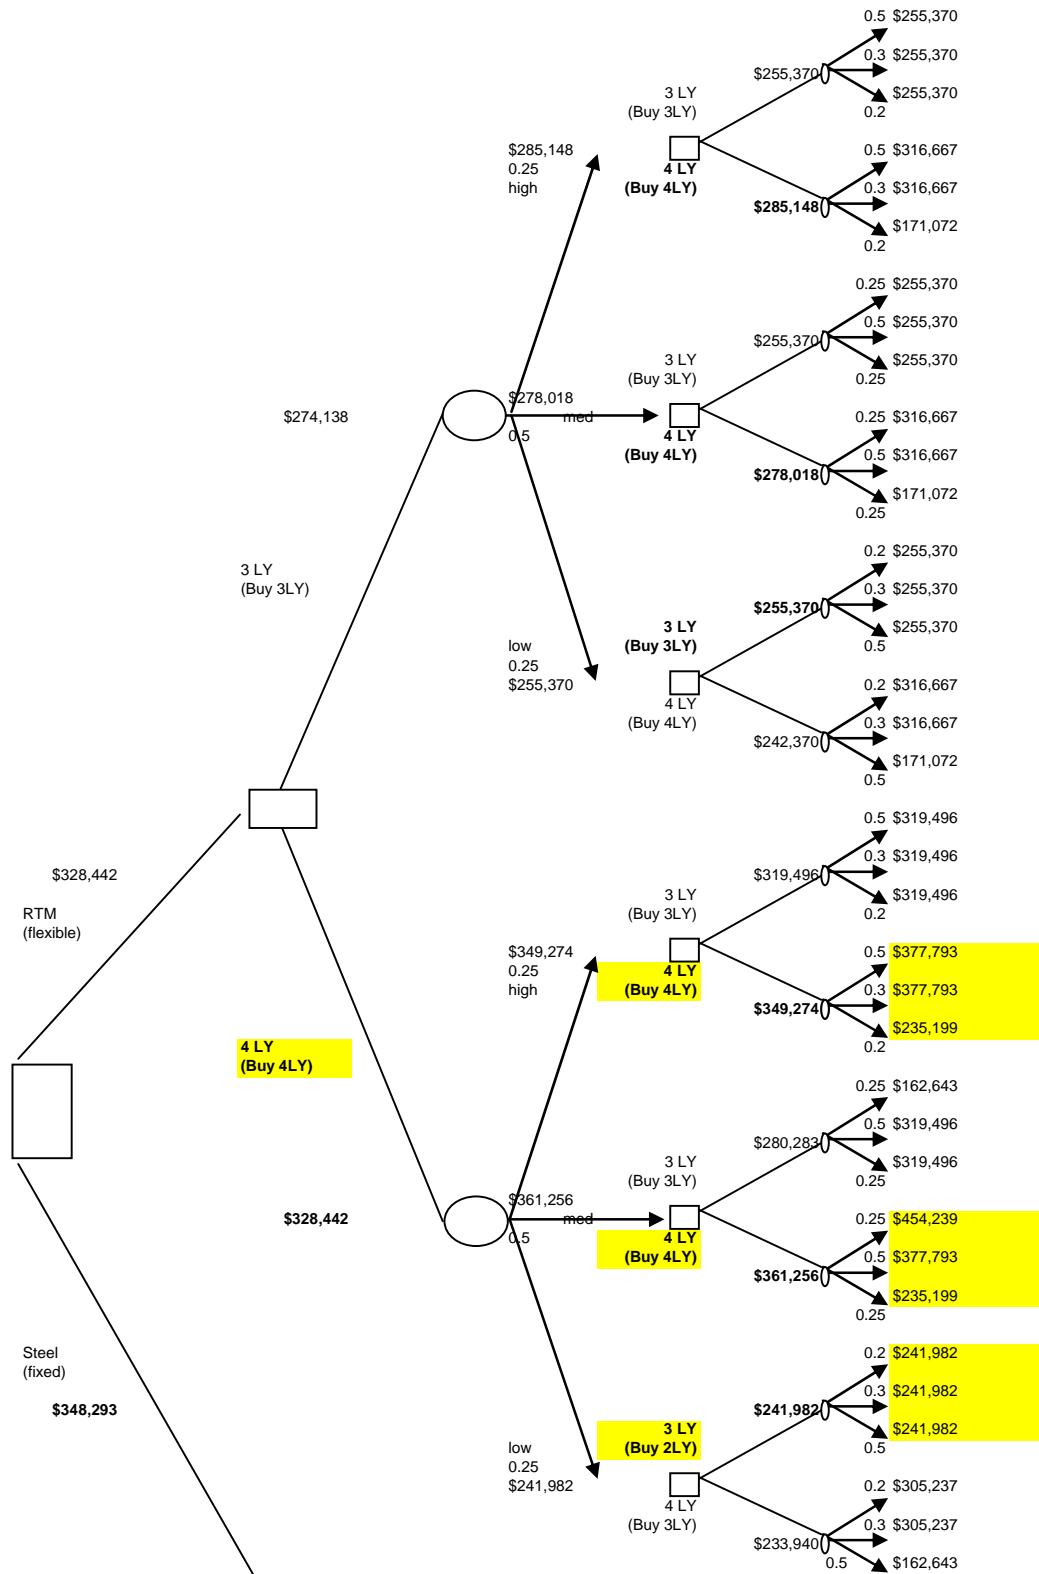 0.5 $255,370
0.3 $255,370
$255,370
3 LY
$255,370
(Buy 3LY)
0.2
$285,148
0.25
high
4 LY
(Buy 4LY)
0.5 $316,667
0.3 $316,667
$285,148
$171,072
0.2
0.25 $255,370
0.5 $255,370
$255,370
3 LY
(Buy 3LY)
$255,370
0.25
$274,138
$278,018
med
0.5
4 LY
(Buy 4LY)
0.25 $316,667
0.5 $316,667
$278,018
$171,072
0.25
3 LY
(Buy 3LY)
0.2 $255,370
0.3 $255,370
$255,370
3 LY
(Buy 3LY)
$255,370
0.5
low
0.25
$255,370
4 LY
(Buy 4LY)
0.2 $316,667
0.3 $316,667
$242,370
$171,072
0.5
0.5 $319,496
0.3 $319,496
$319,496
3 LY
(Buy 3LY)
$319,496
0.2
$328,442
RTM
(flexible)
$349,274
0.25
high
4 LY
(Buy 4LY)
0.5 $377,793
0.3 $377,793
$349,274
$235,199
0.2
4 LY
(Buy 4LY)
0.25 $162,643
0.5 $319,496
$280,283
3 LY
(Buy 3LY)
$319,496
0.25
$328,442
$361,256
med
0.5
4 LY
(Buy 4LY)
0.25 $454,239
0.5 $377,793
$361,256
$235,199
0.25
Steel
(fixed)
$348,293
0.2 $241,982
0.3 $241,982
$241,982
3 LY
(Buy 2LY)
$241,982
0.5
low
0.25
$241,982
4 LY
(Buy 3LY)
0.2 $305,237
0.3 $305,237
$233,940
0.5 $162,643